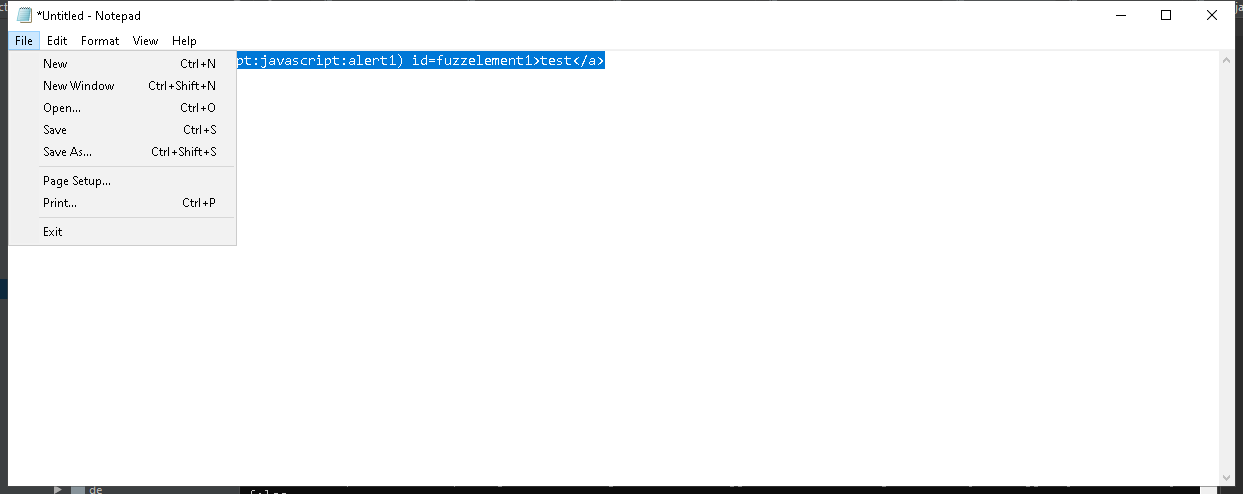 *Untitled - Notepad
File Edit Format View Help
pt:javascript:alert1) id=fuzzelement1>test</a>
New Ctrl+N
New Window Ctrl+Shift+N
Open... Ctrl+O
Save Ctrl+S
Save As... Ctrl+Shift+S
Page Setup...
Print... Ctrl+P
Exit
de